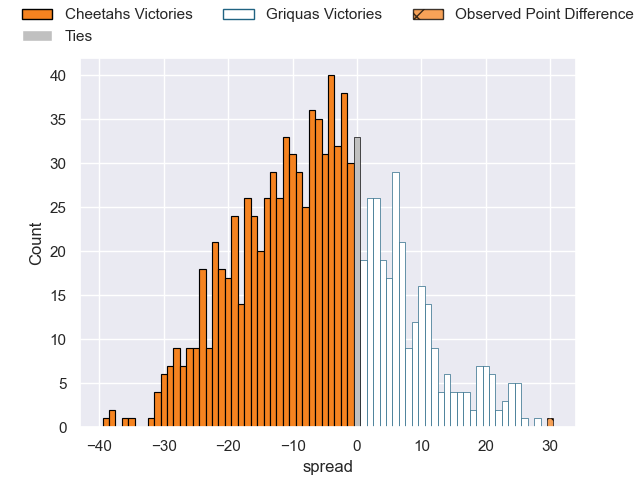 Cheetahs Victories Griquas Victories Observed Point Difference
Ties
40
35
30
25
20
15
10
5
0
Count
−40 −30 −20 −10 0 10 20 30
spread